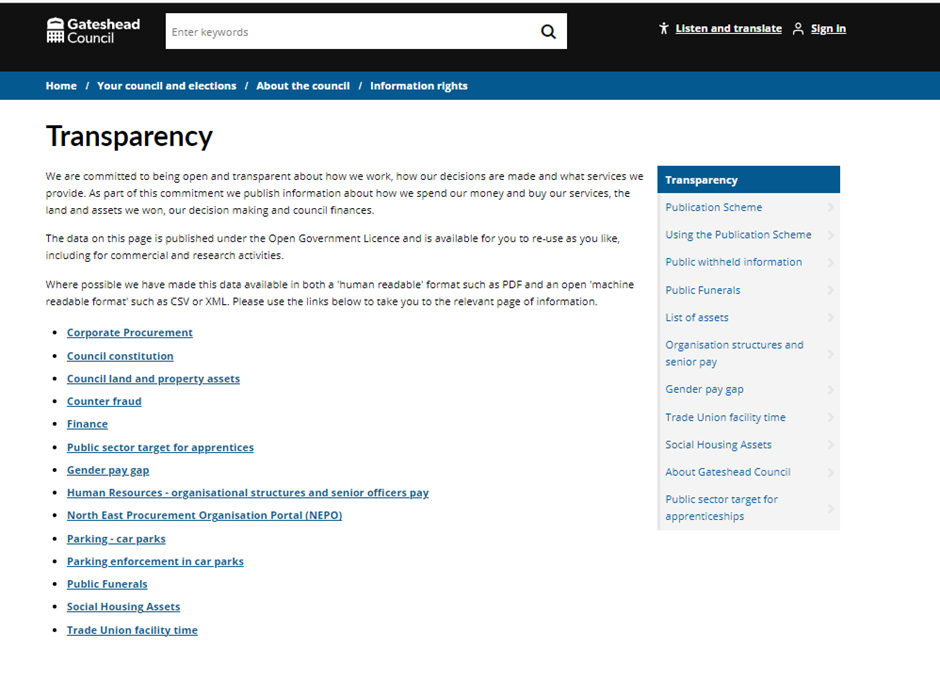 Gateshead
Council
Enter keywords
Listen and translate
Sign in
Home / Your council and elections / About the council / Information rights
Transparency
We are committed to being open and transparent about how we work, how our decisions are made and what services we
provide. As part of this commitment we publish information about how we spend our money and buy our services, the
land and assets we won, our decision making and council finances.
The data on this page is published under the Open Government Licence and is available for you to re-use as you like,
including for commercial and research activities.
Where possible we have made this data available in both a 'human readable' format such as PDF and an open 'machine
readable format' such as CSV or XML. Please use the links below to take you to the relevant page of information.
Corporate Procurement
Council constitution
Council land and property assets
Counter fraud
Finance
Public sector target for apprentices
Gender pay gap
Human Resources - organisational structures and senior officers pay
North East Procurement Organisation Portal (NEPO)
Parking - car parks
Parking enforcement in car parks
Public Funerals
Social Housing Assets
Trade Union facility time
Transparency
Publication Scheme
Using the Publication Scheme
Public withheld information
Public Funerals
List of assets
Organisation structures and
senior pay
Gender pay gap
Trade Union facility time
Social Housing Assets
About Gateshead Council
Public sector target for
apprenticeships